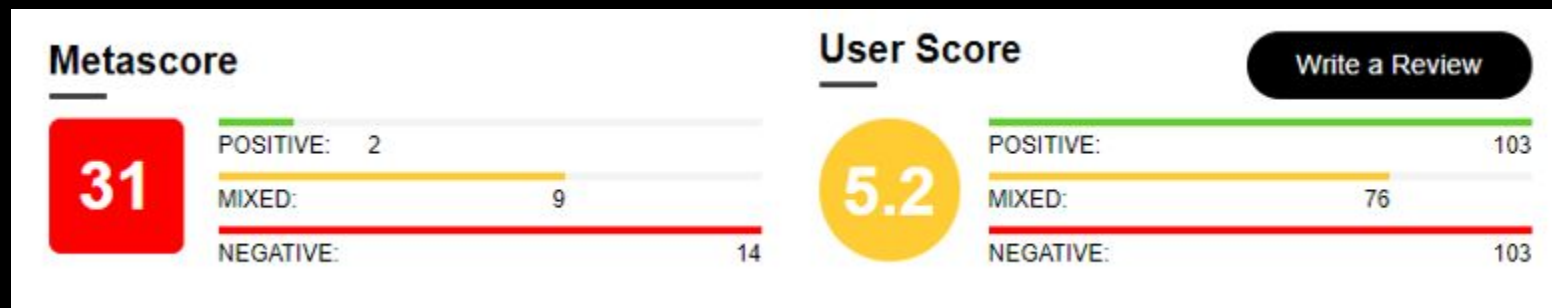 Metascore
31
POSITIVE: 2
MIXED: 9
NEGATIVE: 14
User Score
Write a Review
5.2
POSITIVE: 103
MIXED: 76
NEGATIVE: 103